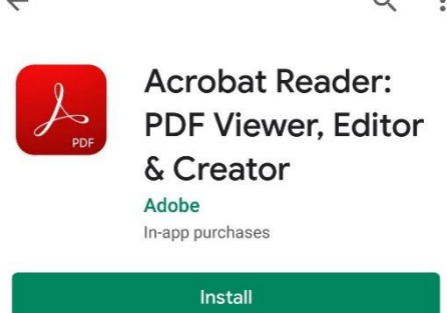 Acrobat Reader:
PDF Viewer, Editor
& Creator
PDF
Adobe
In-app purchases
Install